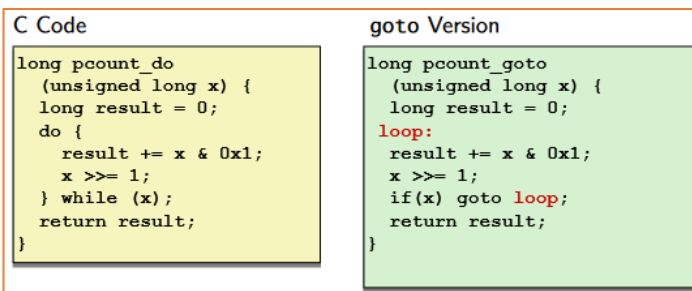 C Code
long pcount_do
(unsigned long x) {
long result = 0;
do {
result += x & 0x1;
x >>= 1;
} while (x);
return result;
}
goto Version
long pcount_goto
(unsigned long x) {
long result = 0;
loop:
result += x & 0x1;
x >>= 1;
if(x) goto loop;
return result;
}